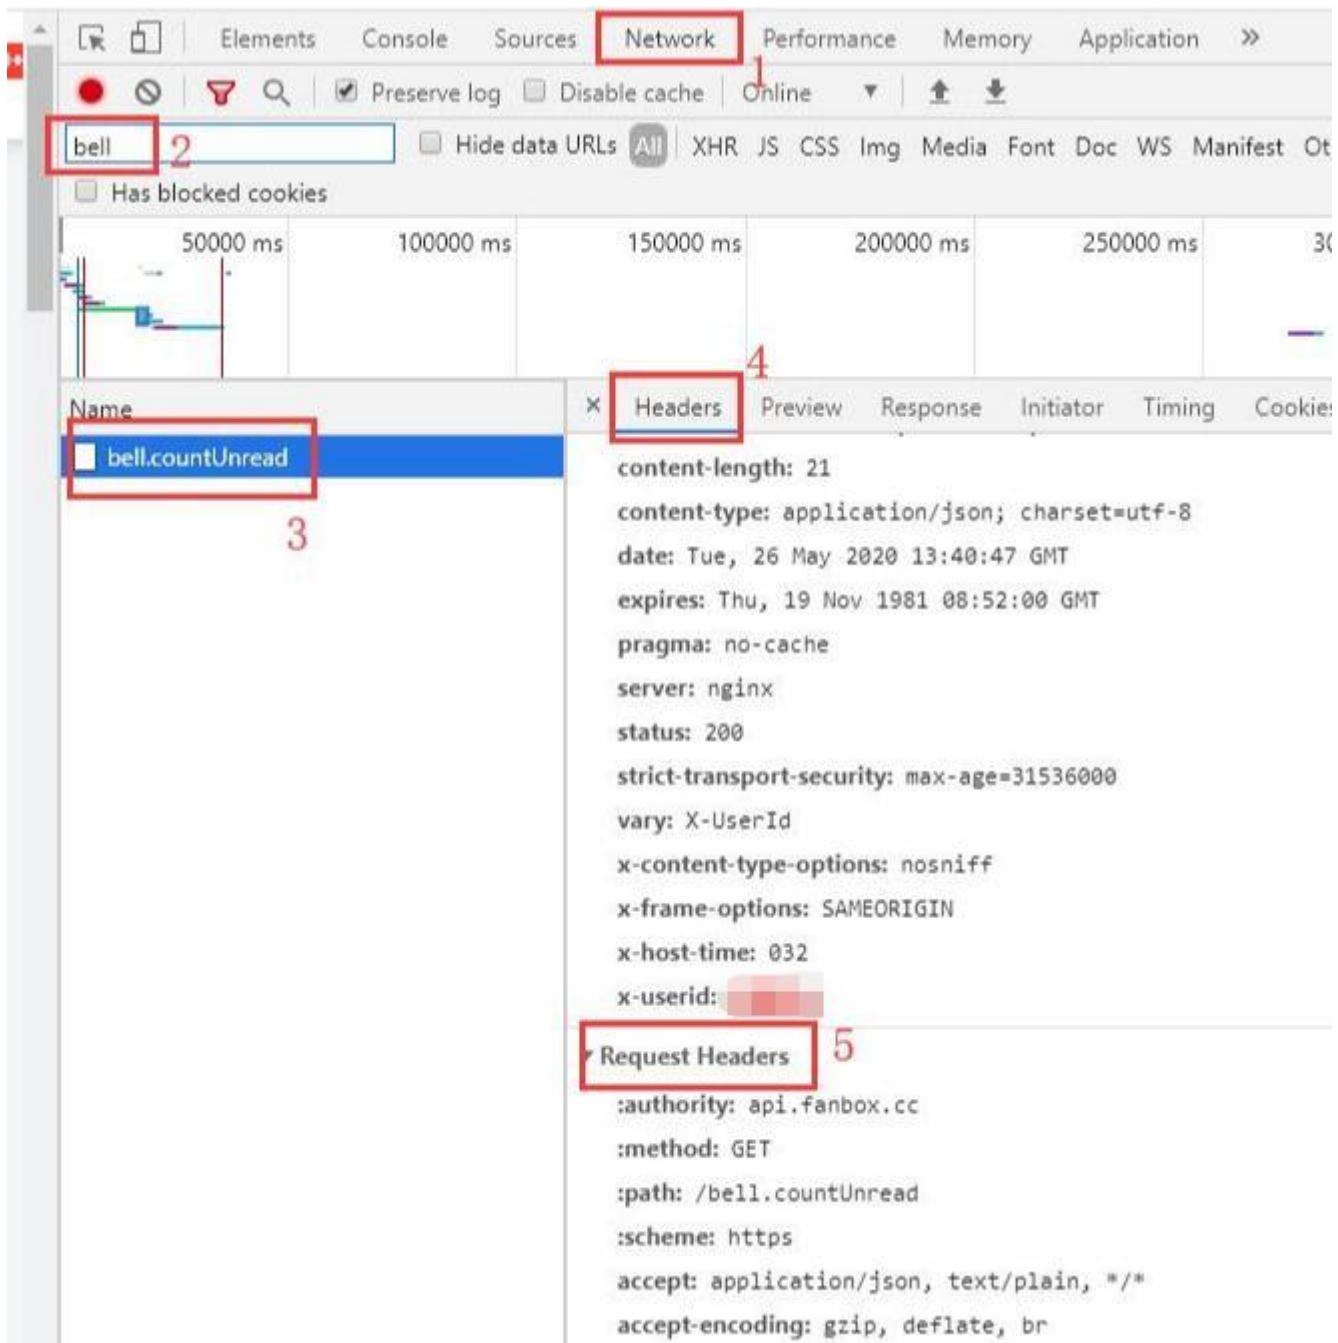 Elements Console Sources Network Performance Memory Application »
1
Preserve log Disable cache Online
bell 2 Hide data URLs All XHR JS CSS Img Media Font Doc WS Manifest Ot
Has blocked cookies
50000 ms 100000 ms 150000 ms 200000 ms 250000 ms 30
4
Name × Headers Preview Response Initiator Timing Cookies
bell.countUnread
3
content-length: 21
content-type: application/json; charset=utf-8
date: Tue, 26 May 2020 13:40:47 GMT
expires: Thu, 19 Nov 1981 08:52:00 GMT
pragma: no-cache
server: nginx
status: 200
strict-transport-security: max-age=31536000
vary: X-UserId
x-content-type-options: nosniff
x-frame-options: SAMEORIGIN
x-host-time: 032
x-userid:
Request Headers 5
:authority: api.fanbox.cc
:method: GET
:path: /bell.countUnread
:scheme: https
accept: application/json, text/plain, */*
accept-encoding: gzip, deflate, br